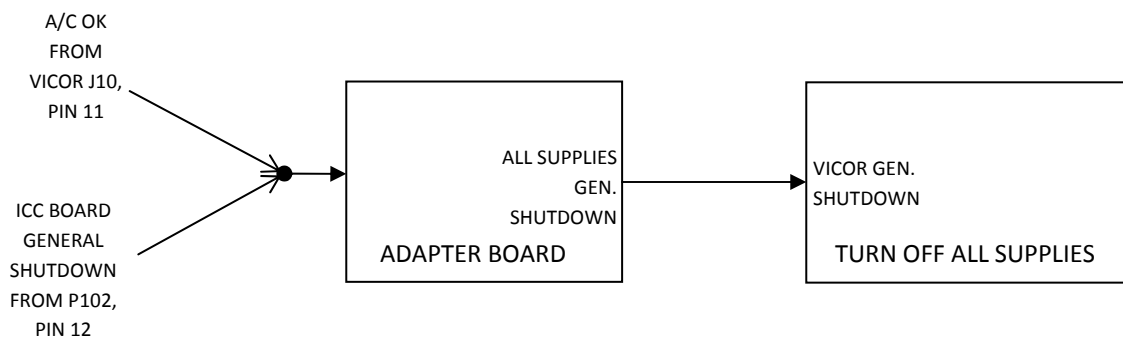 A/C OK
FROM
VICOR J10,
PIN 11
ICC BOARD
GENERAL
SHUTDOWN
FROM P102,
PIN 12
ALL SUPPLIES
GEN.
SHUTDOWN
ADAPTER BOARD
VICOR GEN.
SHUTDOWN
TURN OFF ALL SUPPLIES